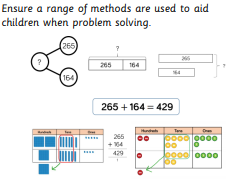 Ensure a range of methods are used to aid
children when problem solving.
265
?
164
?
265 164
265
164
?
265 + 164 = 429
Hundreds Tens Ones
265
+ 164
429
1
Hundreds Tens Ones